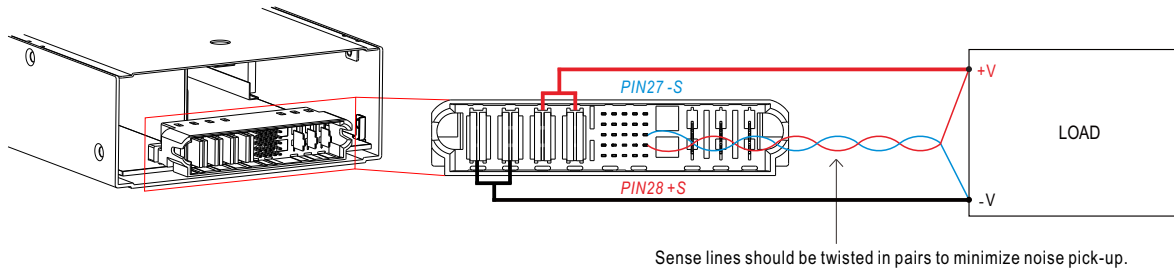 +V
PIN27 -S
LOAD
PIN28 +S
-V
Sense lines should be twisted in pairs to minimize noise pick-up.